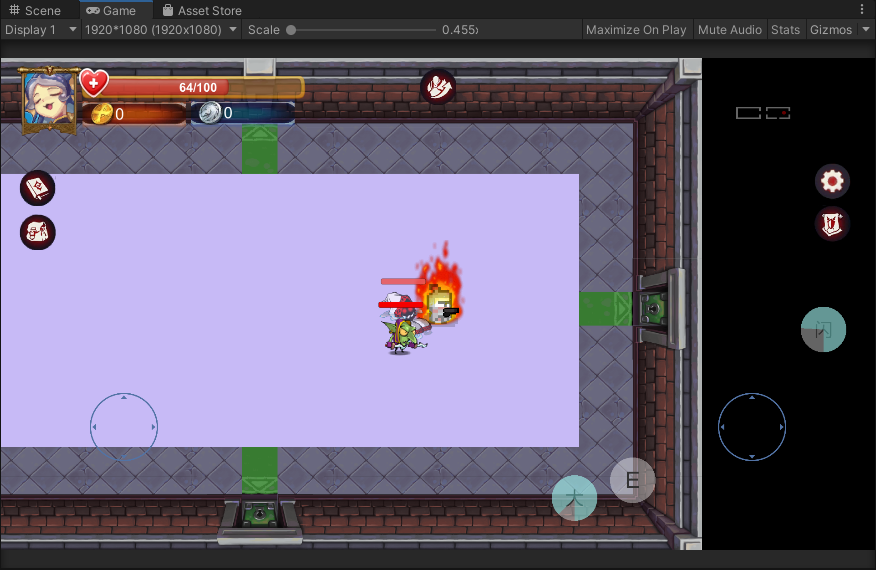 Scene Game Asset Store
Display 1 1920*1080 (1920x1080) Scale 0.455x Maximize On Play Mute Audio Stats Gizmos
64/100
0 0
闪
E
大